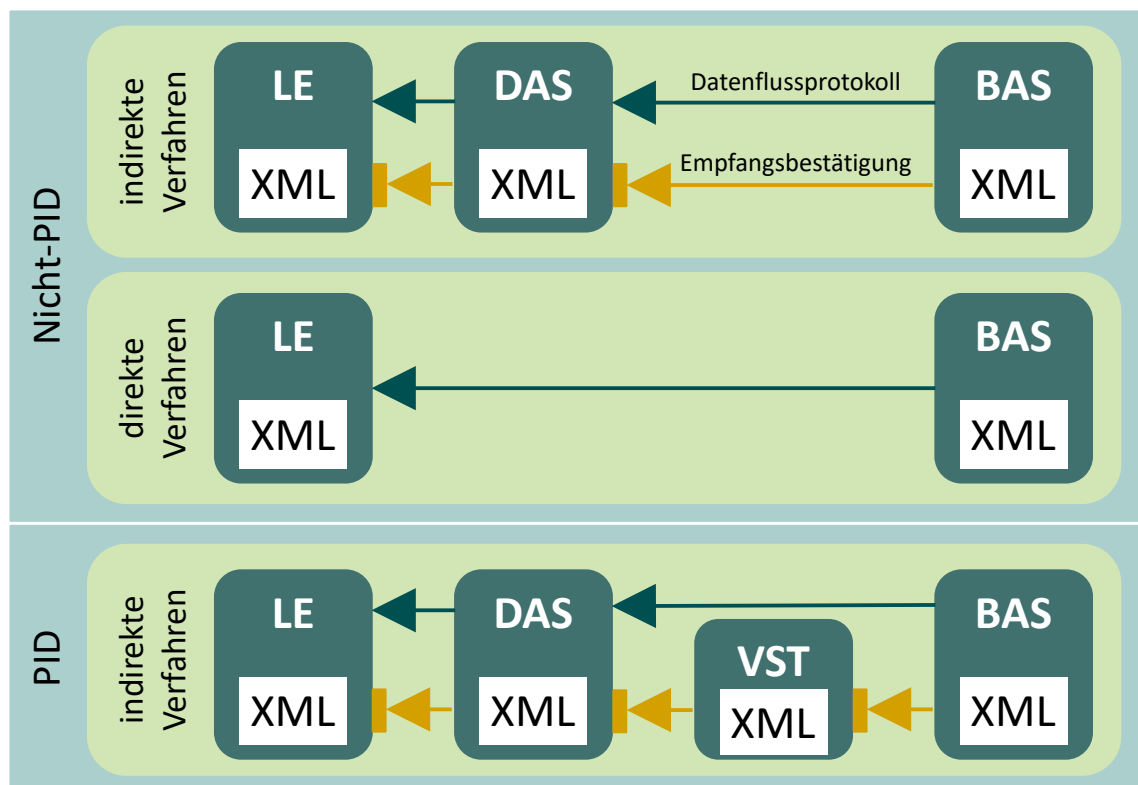 Nicht-PID
indirekte
Verfahren
LE
DAS
Datenflussprotokoll
BAS
XML
XML
Empfangsbestätigung
XML
direkte
Verfahren
LE
BAS
XML
XML
PID
indirekte
Verfahren
LE
DAS
VST
BAS
XML
XML
XML
XML